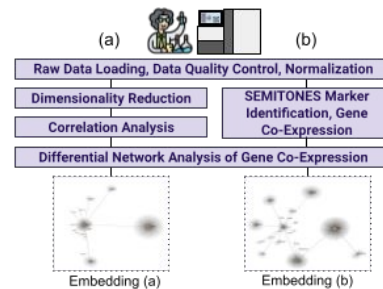 (a)
(b)
Raw Data Loading, Data Quality Control, Normalization
Dimensionality Reduction
SEMITONES Marker
Identification, Gene
Co-Expression
Correlation Analysis
Differential Network Analysis of Gene Co-Expression
Embedding (a)
Embedding (b)